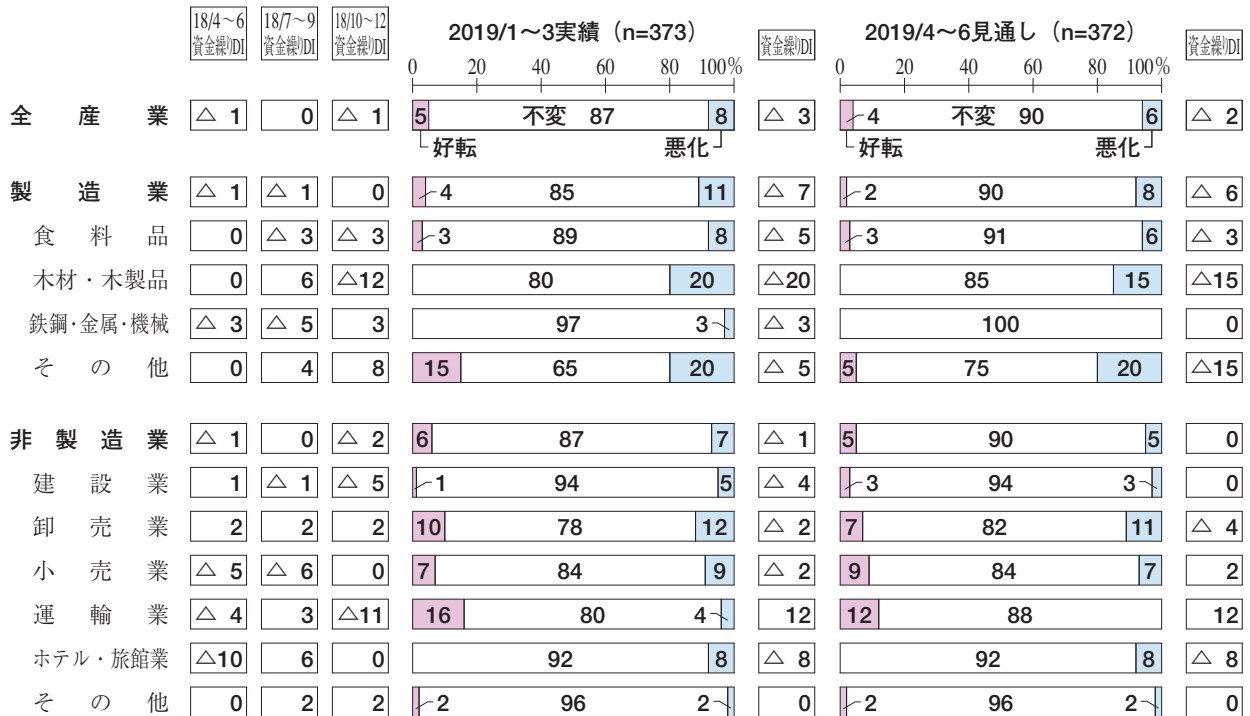 18/4～6 資金繰りDI 18/7～9 資金繰りDI 18/10～12 資金繰りDI 2019/1～3実績（n=373） 資金繰りDI 2019/4～6見通し（n=372） 資金繰りDI
0 20 40 60 80 100% 0 20 40 60 80 100%
全産業 △ 1 0 △ 1 5 不変 87 8 △ 3 4 不変 90 6 △ 2
好転 悪化 好転 悪化
製造業 △ 1 △ 1 0 4 85 11 △ 7 2 90 8 △ 6
食料品 0 △ 3 △ 3 3 89 8 △ 5 3 91 6 △ 3
木材・木製品 0 6 △12 80 20 △20 85 15 △15
鉄鋼・金属・機械 △ 3 △ 5 3 97 3 △ 3 100 0
その他 0 4 8 15 65 20 △ 5 5 75 20 △15
非製造業 △ 1 0 △ 2 6 87 7 △ 1 5 90 5 0
建設業 1 △ 1 △ 5 1 94 5 △ 4 3 94 3 0
卸売業 2 2 2 10 78 12 △ 2 7 82 11 △ 4
小売業 △ 5 △ 6 0 7 84 9 △ 2 9 84 7 2
運輸業 △ 4 3 △11 16 80 4 12 12 88 12
ホテル・旅館業 △10 6 0 92 8 △ 8 92 8 △ 8
その他 0 2 2 2 96 2 0 2 96 2 0